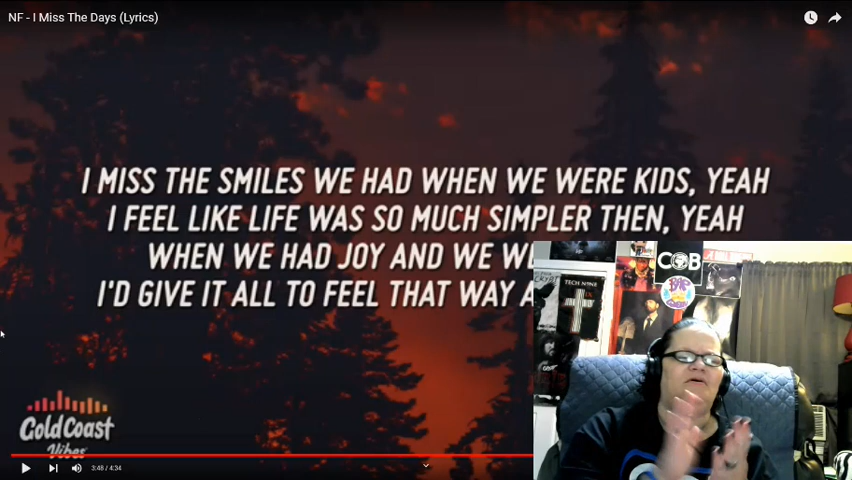 NF - I Miss The Days (Lyrics)
I MISS THE SMILES WE HAD WHEN WE WERE KIDS, YEAH
I FEEL LIKE LIFE WAS SO MUCH SIMPLER THEN, YEAH
WHEN WE HAD JOY AND WE
I'D GIVE IT ALL TO FEEL THAT WAY
COB
TECH N9NE
Gold Coast
Vibes
3:48 / 4:34